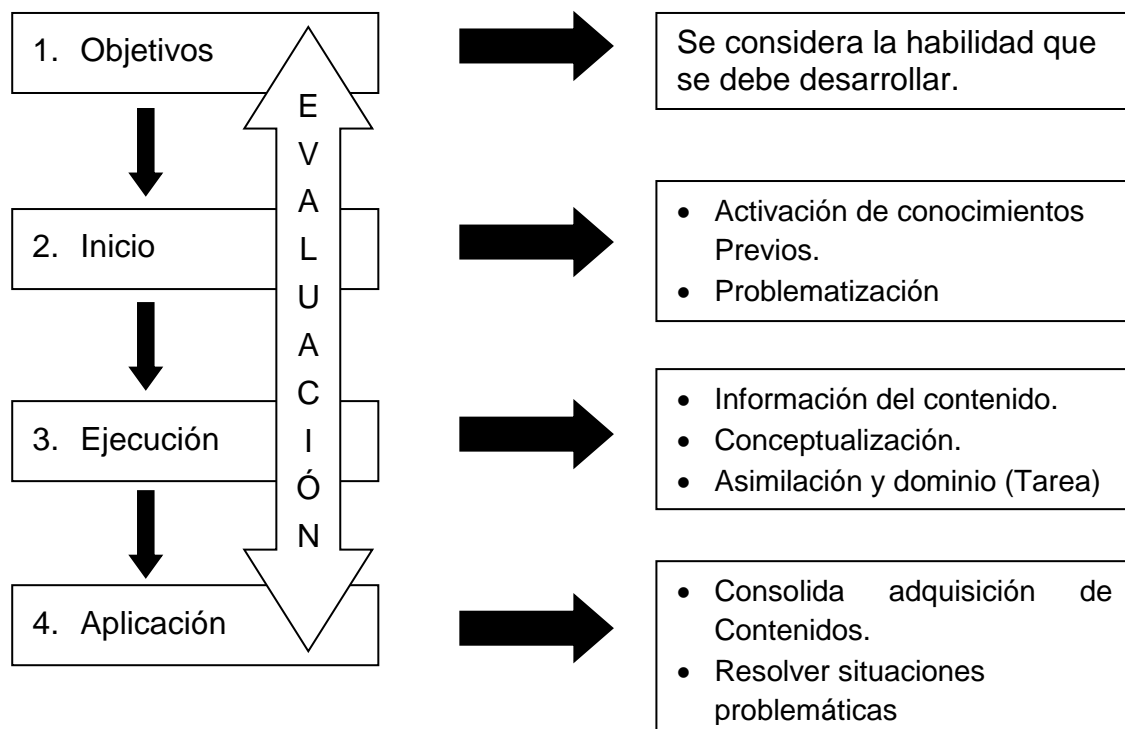 1. Objetivos
Se considera la habilidad que
se debe desarrollar.
EVALUACIÓN
2. Inicio
• Activación de conocimientos
Previos.
• Problematización
3. Ejecución
• Información del contenido.
• Conceptualización.
• Asimilación y dominio (Tarea)
4. Aplicación
• Consolida adquisición de
Contenidos.
• Resolver situaciones
problemáticas